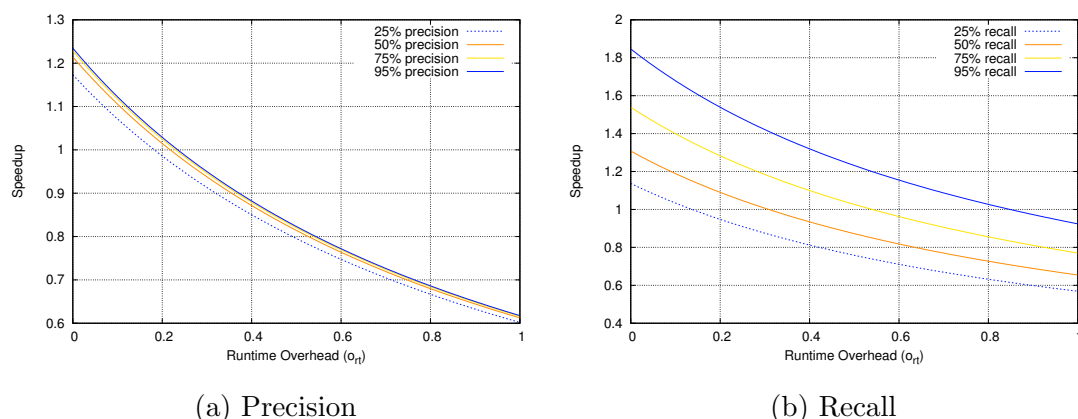 1.3
1.2
1.1
1
0.9
0.8
0.7
0.6
0 0.2 0.4 0.6 0.8 1
Speedup
Runtime Overhead (ort)
25% precision
50% precision
75% precision
95% precision
(a) Precision
2
1.8
1.6
1.4
1.2
1
0.8
0.6
0.4
0 0.2 0.4 0.6 0.8 1
Speedup
Runtime Overhead (ort)
25% recall
50% recall
75% recall
95% recall
(b) Recall